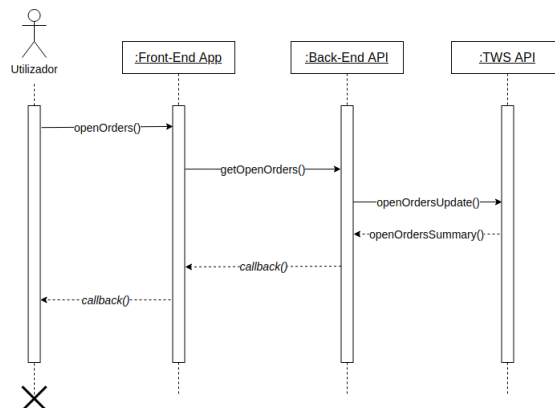 :Front-End App
:Back-End API
:TWS API
Utilizador
openOrders()
getOpenOrders()
openOrdersUpdate()
openOrdersSummary()
callback()
callback()